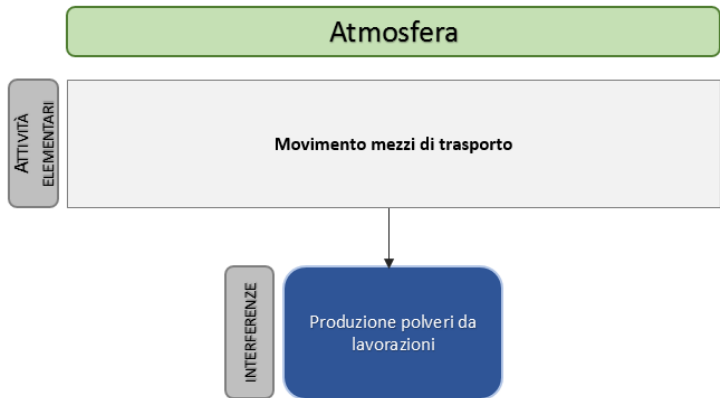 Atmosfera
ATTIVITÀ
ELEMENTARI
Movimento mezzi di trasporto
INTERFERENZE
Produzione polveri da
lavorazioni